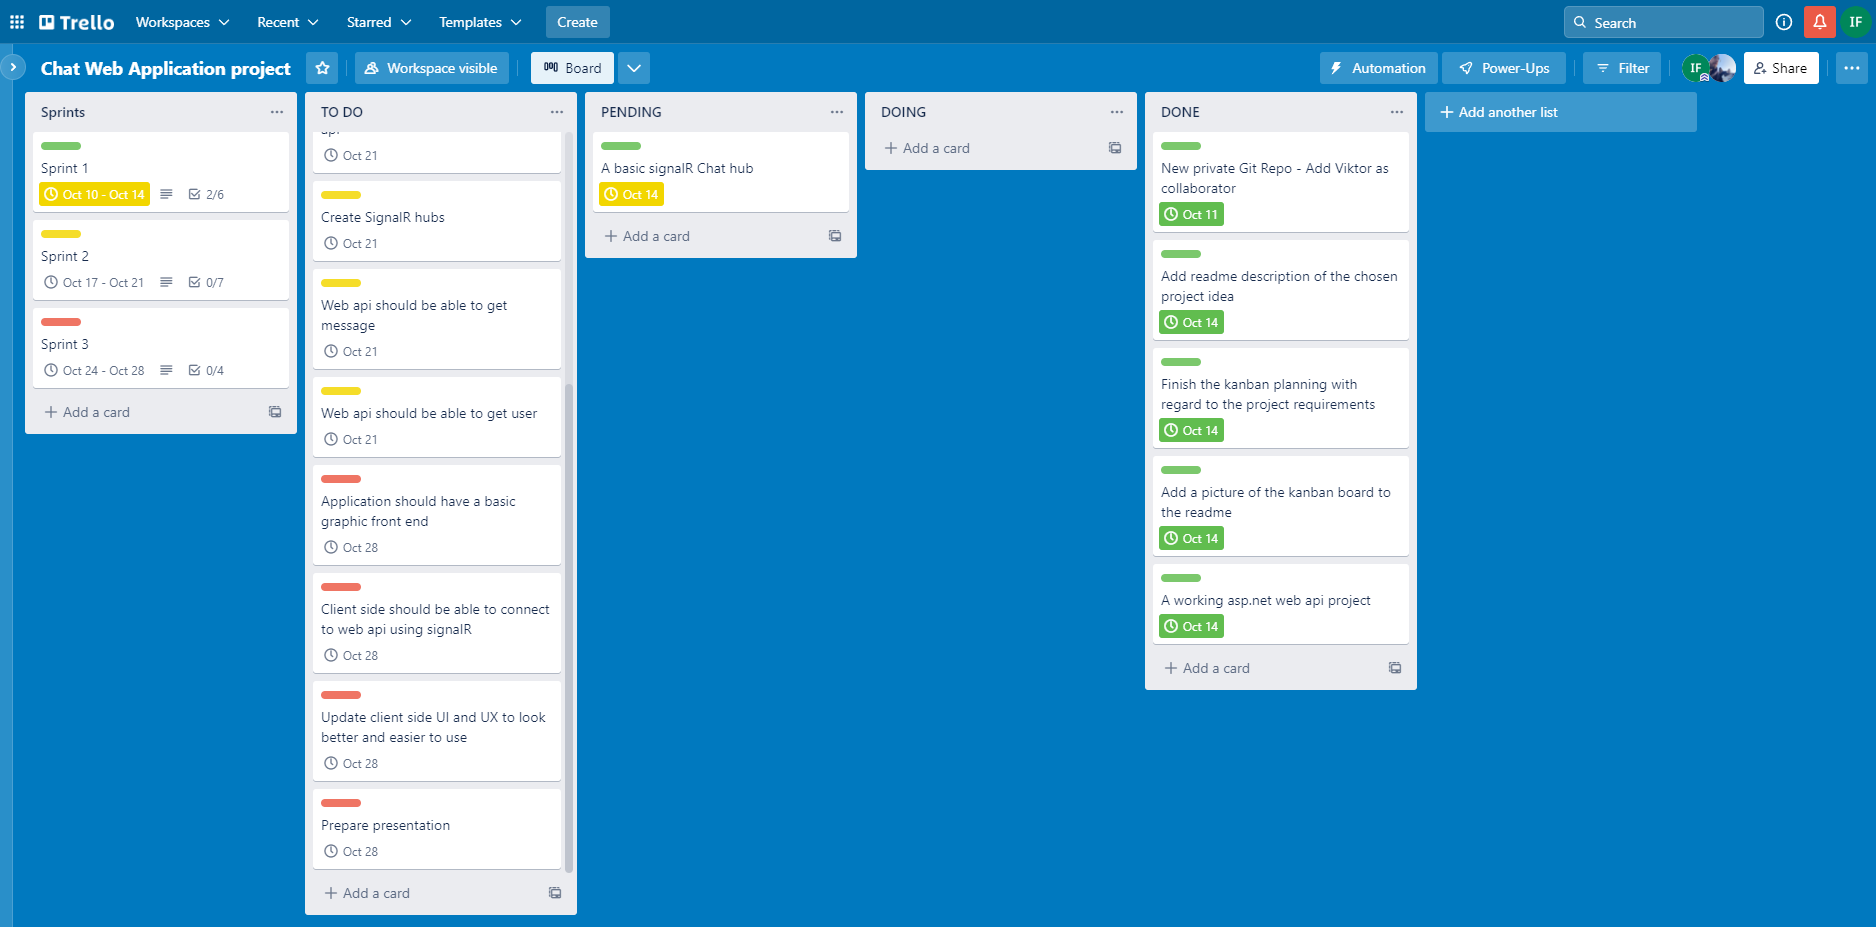 Trello
Workspaces
Recent
Starred
Templates
Create
Search
IF
Chat Web Application project
Workspace visible
Board
Automation
Power-Ups
Filter
IF
Share
Sprints
Sprint 1
Oct 10 - Oct 14
2/6
Sprint 2
Oct 17 - Oct 21
0/7
Sprint 3
Oct 24 - Oct 28
0/4
Add a card
TO DO
Oct 21
Create SignalR hubs
Oct 21
Web api should be able to get
message
Oct 21
Web api should be able to get user
Oct 21
Application should have a basic
graphic front end
Oct 28
Client side should be able to connect
to web api using signalR
Oct 28
Update client side UI and UX to look
better and easier to use
Oct 28
Prepare presentation
Oct 28
Add a card
PENDING
A basic signalR Chat hub
Oct 14
Add a card
DOING
Add a card
DONE
New private Git Repo - Add Viktor as
collaborator
Oct 11
Add readme description of the chosen
project idea
Oct 14
Finish the kanban planning with
regard to the project requirements
Oct 14
Add a picture of the kanban board to
the readme
Oct 14
A working asp.net web api project
Oct 14
Add a card
Add another list